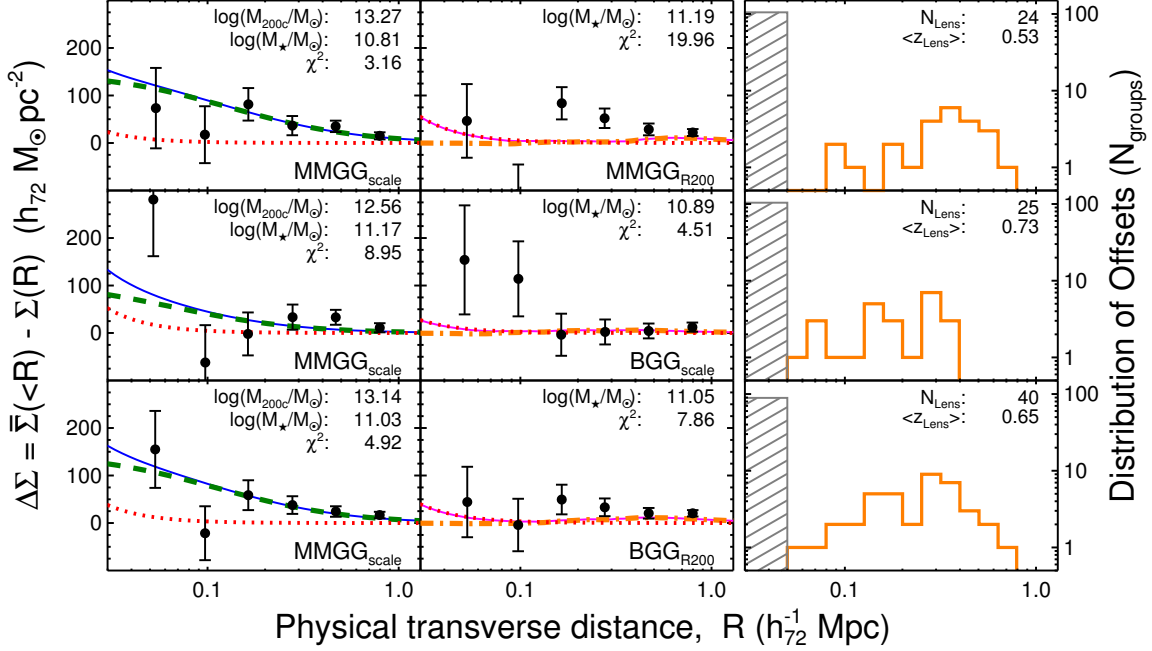 log(M200c/M⊙): 13.27
log(M★/M⊙): 10.81
χ²: 3.16
MMGGscale
log(M★/M⊙): 11.19
χ²: 19.96
MMGGR200
NLens: 24
<zLens>: 0.53
log(M200c/M⊙): 12.56
log(M★/M⊙): 11.17
χ²: 8.95
MMGGscale
log(M★/M⊙): 10.89
χ²: 4.51
BGGscale
NLens: 25
<zLens>: 0.73
log(M200c/M⊙): 13.14
log(M★/M⊙): 11.03
χ²: 4.92
MMGGscale
log(M★/M⊙): 11.05
χ²: 7.86
BGGR200
NLens: 40
<zLens>: 0.65
200
100
0
200
100
0
200
100
0
100
10
1
100
10
1
100
10
1
0.1 1.0 0.1 1.0 0.1 1.0
ΔΣ = Σ̅(<R) - Σ(R) (h72 M⊙ pc⁻²)
Distribution of Offsets (Ngroups)
Physical transverse distance, R (h72⁻¹ Mpc)